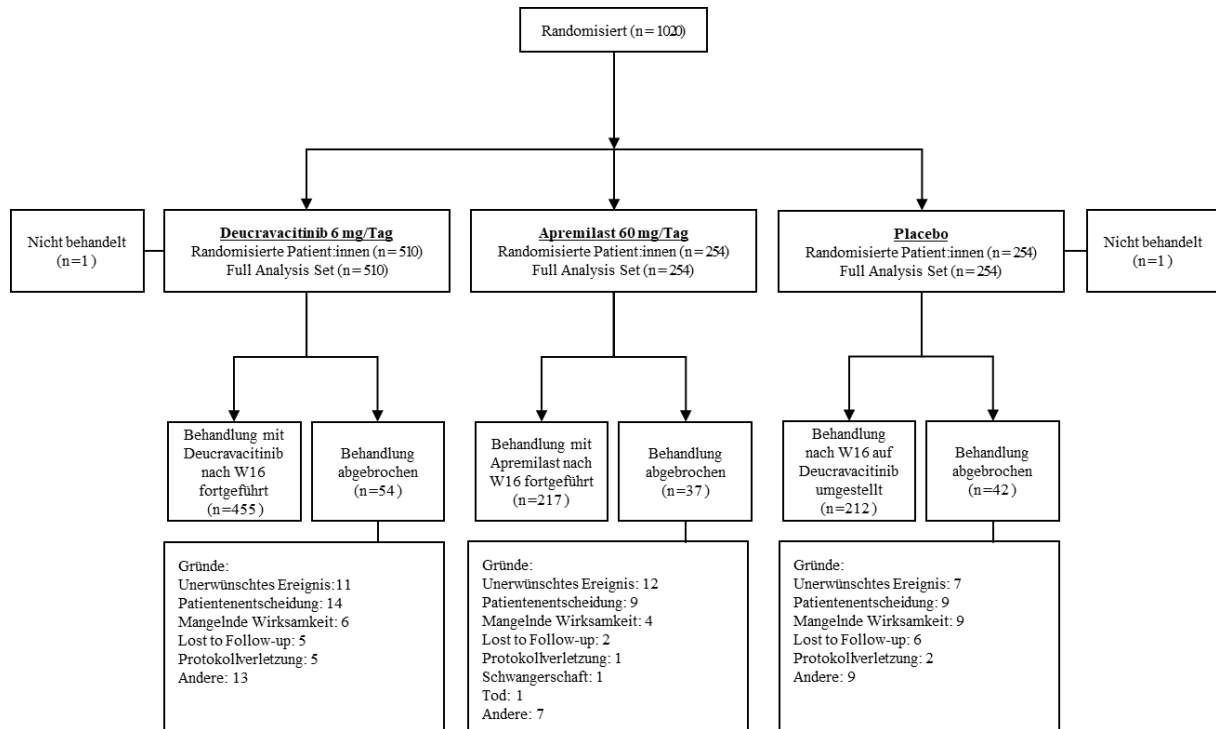 Randomisiert (n=1020)
Nicht behandelt
(n=1)
Deucravacitinib 6 mg/Tag
Randomisierte Patient:innen (n=510)
Full Analysis Set (n=510)
Apremilast 60 mg/Tag
Randomisierte Patient:innen (n=254)
Full Analysis Set (n=254)
Placebo
Randomisierte Patient:innen (n=254)
Full Analysis Set (n=254)
Nicht behandelt
(n=1)
Behandlung mit
Deucravacitinib
nach W16
fortgeführt
(n=455)
Behandlung
abgebrochen
(n=54)
Behandlung mit
Apremilast nach
W16 fortgeführt
(n=217)
Behandlung
abgebrochen
(n=37)
Behandlung
nach W16 auf
Deucravacitinib
umgestellt
(n=212)
Behandlung
abgebrochen
(n=42)
Gründe:
Unerwünschtes Ereignis:11
Patientenentscheidung: 14
Mangelnde Wirksamkeit: 6
Lost to Follow-up: 5
Protokollverletzung: 5
Andere: 13
Gründe:
Unerwünschtes Ereignis: 12
Patientenentscheidung: 9
Mangelnde Wirksamkeit: 4
Lost to Follow-up: 2
Protokollverletzung: 1
Schwangerschaft: 1
Tod: 1
Andere: 7
Gründe:
Unerwünschtes Ereignis: 7
Patientenentscheidung: 9
Mangelnde Wirksamkeit: 9
Lost to Follow-up: 6
Protokollverletzung: 2
Andere: 9